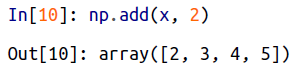 In[10]: np.add(x, 2)
Out[10]: array([2, 3, 4, 5])